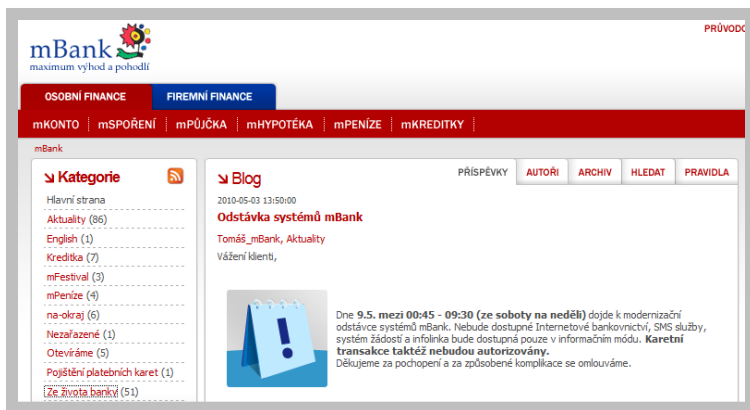 PRŮVODC
mBank
maximum výhod a pohodlí
OSOBNÍ FINANCE FIREMNÍ FINANCE
mKONTO mSPOŘENÍ mPŮJČKA mHYPOTÉKA mPENÍZE mKREDITKY
mBank
Kategorie
Hlavní strana
Aktuality (86)
English (1)
Kreditka (7)
mFestival (3)
mPeníze (4)
na-okraj (6)
Nezařazené (1)
Otevíráme (5)
Pojištění platebních karet (1)
Ze života banky (51)
Blog
PŘÍSPĚVKY AUTOŘI ARCHIV HLEDAT PRAVIDLA
2010-05-03 13:50:00
Odstávka systémů mBank
Tomáš_mBank, Aktuality
Vážení klienti,
Dne 9.5. mezi 00:45 - 09:30 (ze soboty na neděli) dojde k modernizační
odstávce systémů mBank. Nebude dostupné Internetové bankovnictví, SMS
služby, systém žádostí a infolinka bude dostupná pouze v informačním módu. Karetní
transakce taktéž nebudou autorizovány.
Děkujeme za pochopení a za způsobené komplikace se omlouváme.